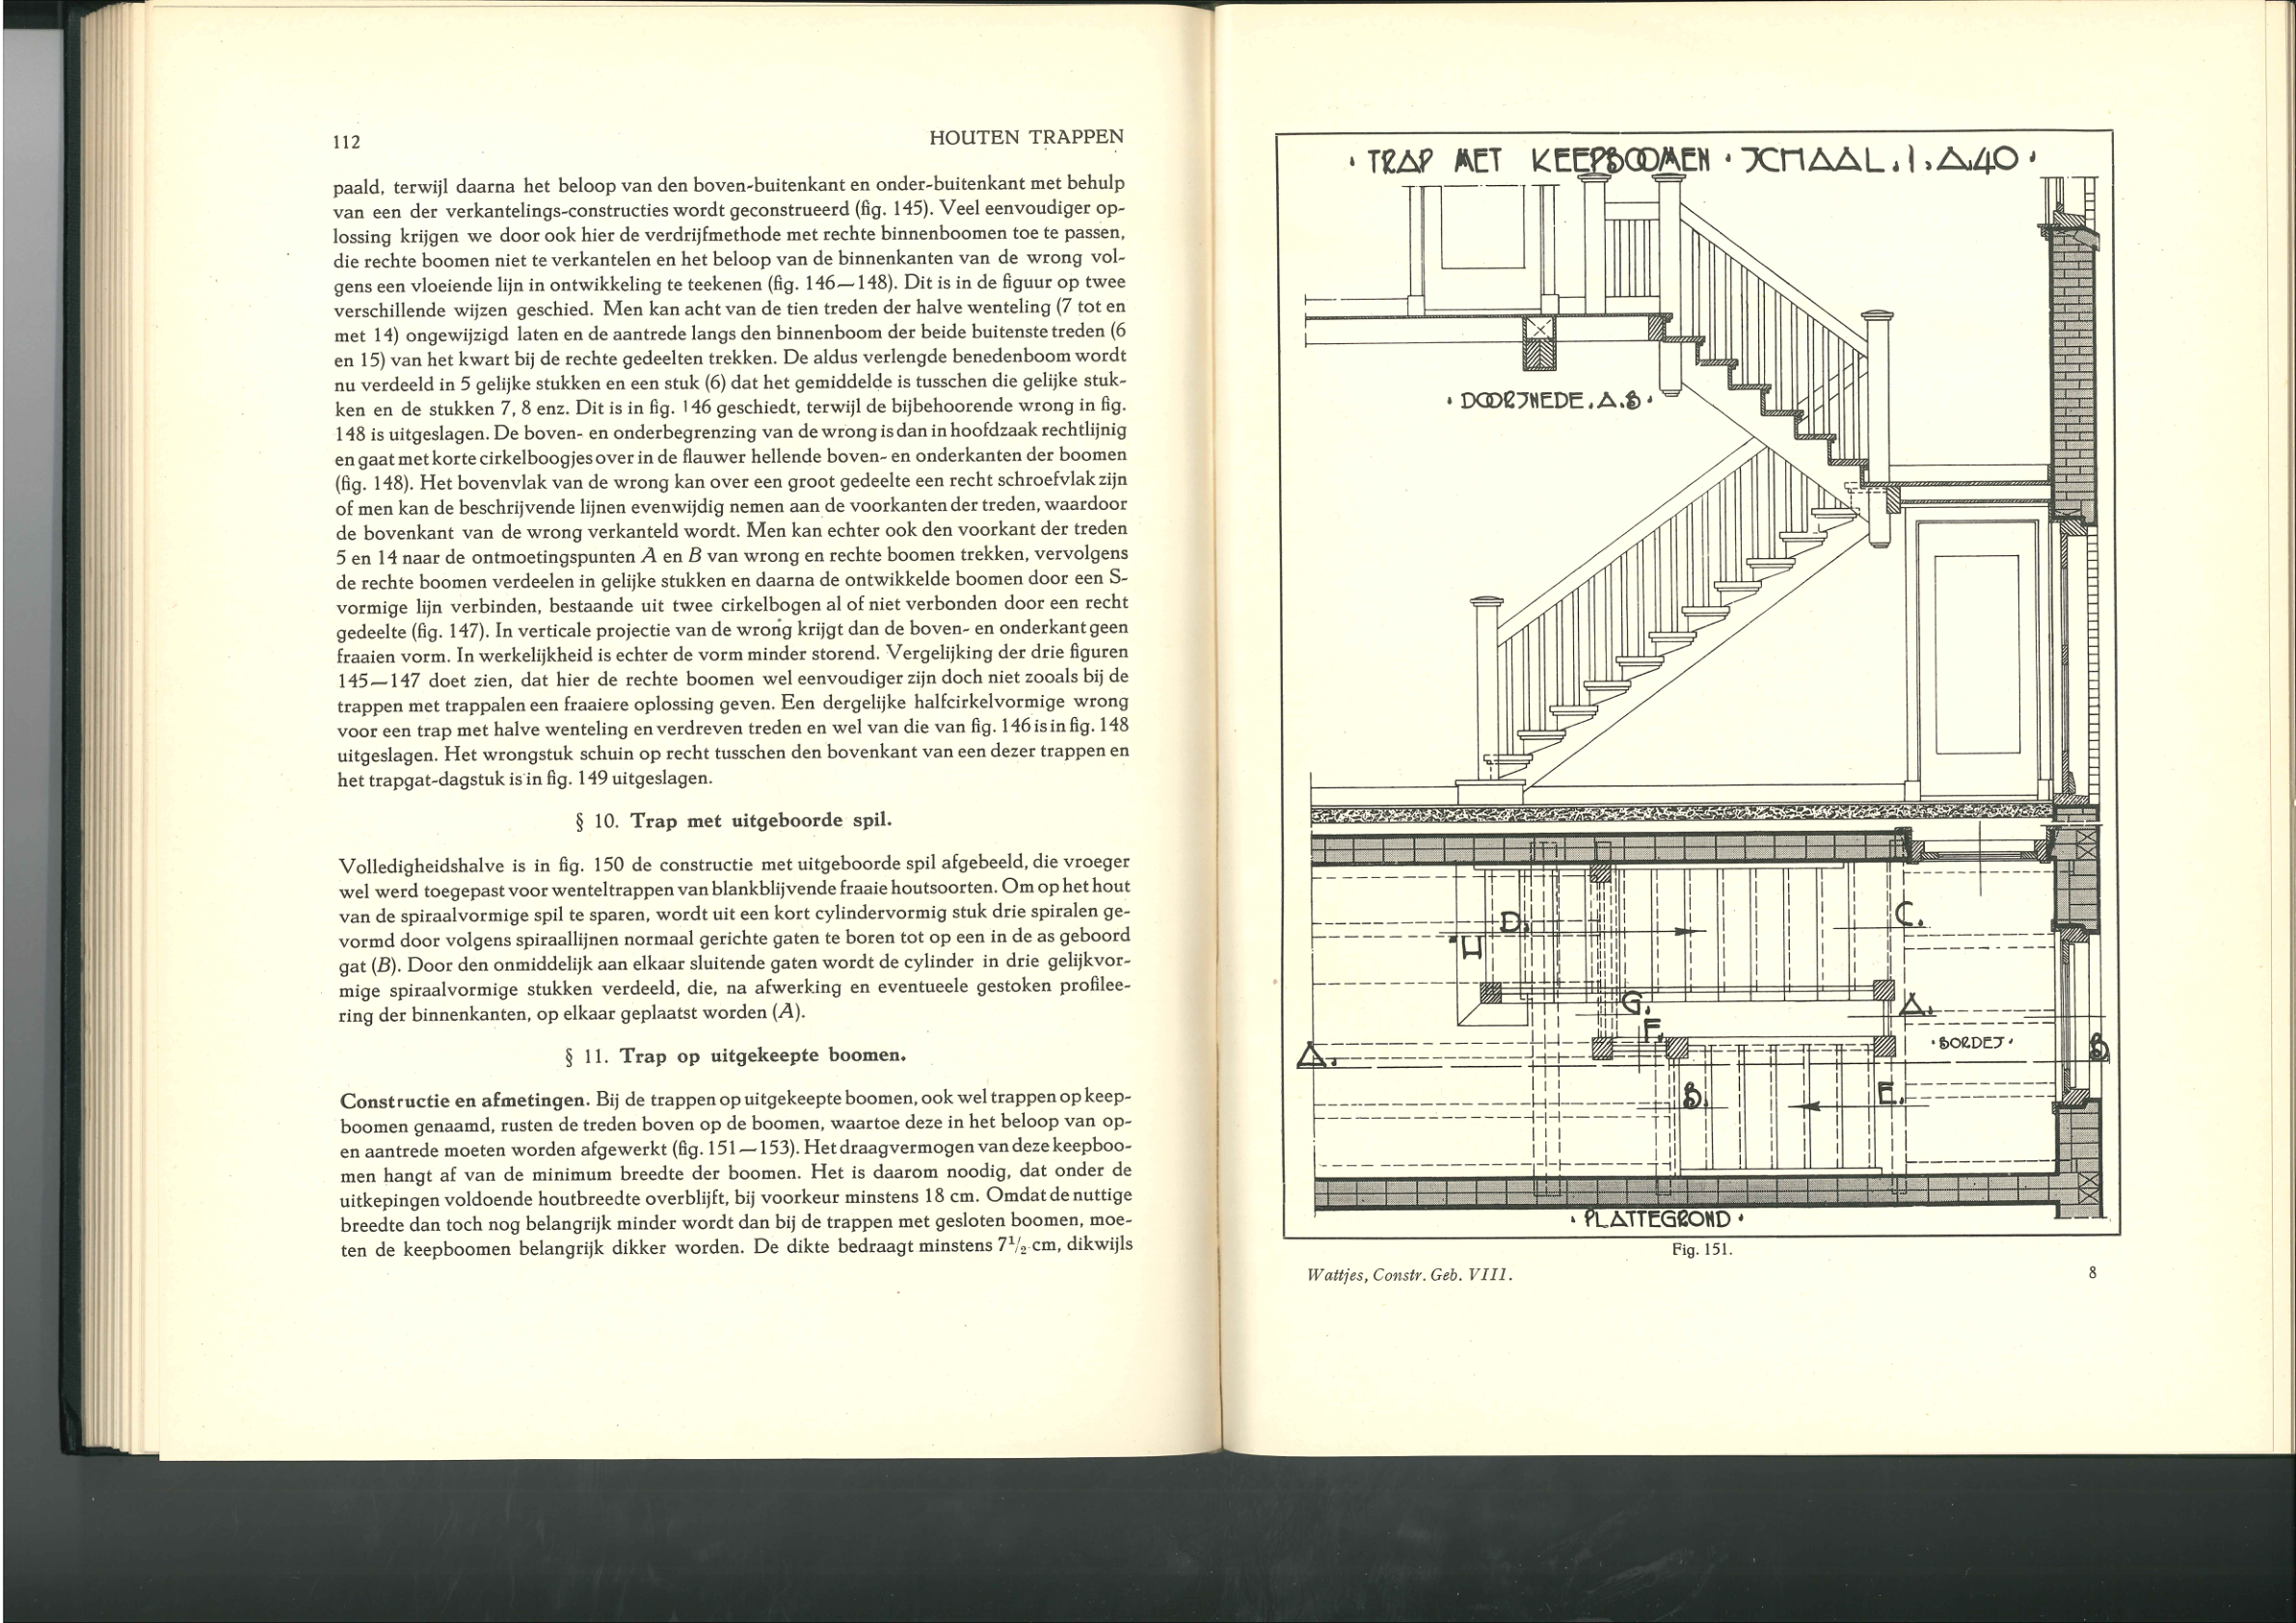 112
HOUTEN TRAPPEN
paald, terwijl daarna het beloop van den boven-buitenkant en onder-buitenkant met behulp
van een der verkantelings-constructies wordt geconstrueerd (fig. 145). Veel eenvoudiger op-
lossing krijgen we door ook hier de verdrijfmethode met rechte binnenboomen toe te passen,
die rechte boomen niet te verkantelen en het beloop van de binnenkanten van de wrong vol-
gens een vloeiende lijn in ontwikkeling te teekenen (fig. 146—148). Dit is in de figuur op twee
verschillende wijzen geschied. Men kan acht van de tien treden der halve wenteling (7 tot en
met 14) ongewijzigd laten en de aantrede langs den binnenboom der beide buitenste treden (6
en 15) van het kwart bij de rechte gedeelten trekken. De aldus verlengde benedenboom wordt
nu verdeeld in 5 gelijke stukken en een stuk (6) dat het gemiddelde is tusschen die gelijke stuk-
ken en de stukken 7, 8 enz. Dit is in fig. 146 geschiedt, terwijl de bijbehoorende wrong in fig.
148 is uitgeslagen. De boven- en onderbegrenzing van de wrong is dan in hoofdzaak rechtlijnig
en gaat met korte cirkelboogjes over in de flauwer hellende boven- en onderkanten der boomen
(fig. 148). Het bovenvlak van de wrong kan over een groot gedeelte een recht schroefvlak zijn
of men kan de beschrijvende lijnen evenwijdig nemen aan de voorkanten der treden, waardoor
de bovenkant van de wrong verkanteld wordt. Men kan echter ook den voorkant der treden
5 en 14 naar de ontmoetingspunten A en B van wrong en rechte boomen trekken, vervolgens
de rechte boomen verdeelen in gelijke stukken en daarna de ontwikkelde boomen door een S-
vormige lijn verbinden, bestaande uit twee cirkelbogen al of niet verbonden door een recht
gedeelte (fig. 147). In verticale projectie van de wrong krijgt dan de boven- en onderkant geen
fraaien vorm. In werkelijkheid is echter de vorm minder storend. Vergelijking der drie figuren
145—147 doet zien, dat hier de rechte boomen wel eenvoudiger zijn doch niet zooals bij de
trappen met trappalen een fraaiere oplossing geven. Een dergelijke halfcirkelvormige wrong
voor een trap met halve wenteling en verdreven treden en wel van die van fig. 146 is in fig. 148
uitgeslagen. Het wrongstuk schuin op recht tusschen den bovenkant van een dezer trappen en
het trapgat-dagstuk is in fig. 149 uitgeslagen.
§ 10. Trap met uitgeboorde spil.
Volledigheidshalve is in fig. 150 de constructie met uitgeboorde spil afgebeeld, die vroeger
wel werd toegepast voor wenteltrappen van blankblijvende fraaie houtsoorten. Om op het hout
van de spiraalvormige spil te sparen, wordt uit een kort cylindervormig stuk drie spiralen ge-
vormd door volgens spiraallijnen normaal gerichte gaten te boren tot op een in de as geboord
gat (B). Door den onmiddelijk aan elkaar sluitende gaten wordt de cylinder in drie gelijkvor-
mige spiraalvormige stukken verdeeld, die, na afwerking en eventueele gestoken profilee-
ring der binnenkanten, op elkaar geplaatst worden (A).
§ 11. Trap op uitgekeepte boomen.
Constructie en afmetingen. Bij de trappen op uitgekeepte boomen, ook wel trappen op keep-
boomen genaamd, rusten de treden boven op de boomen, waartoe deze in het beloop van op-
en aantrede moeten worden afgewerkt (fig. 151—153). Het draagvermogen van deze keepboo-
men hangt af van de minimum breedte der boomen. Het is daarom noodig, dat onder de
uitkepingen voldoende houtbreedte overblijft, bij voorkeur minstens 18 cm. Omdat de nuttige
breedte dan toch nog belangrijk minder wordt dan bij de trappen met gesloten boomen, moe-
ten de keepboomen belangrijk dikker worden. De dikte bedraagt minstens 7 1/2 cm, dikwijls
· TRAP MET KEEPBOOMEN · SCHAAL . 1 . A 40 ·
· DOORSNEDE . A . B ·
D.
C.
H
G.
A.
F.
A.
· BORDES ·
B
B.
E.
· PLATTEGROND ·
Fig. 151.
Wattjes, Constr. Geb. VIII.
8